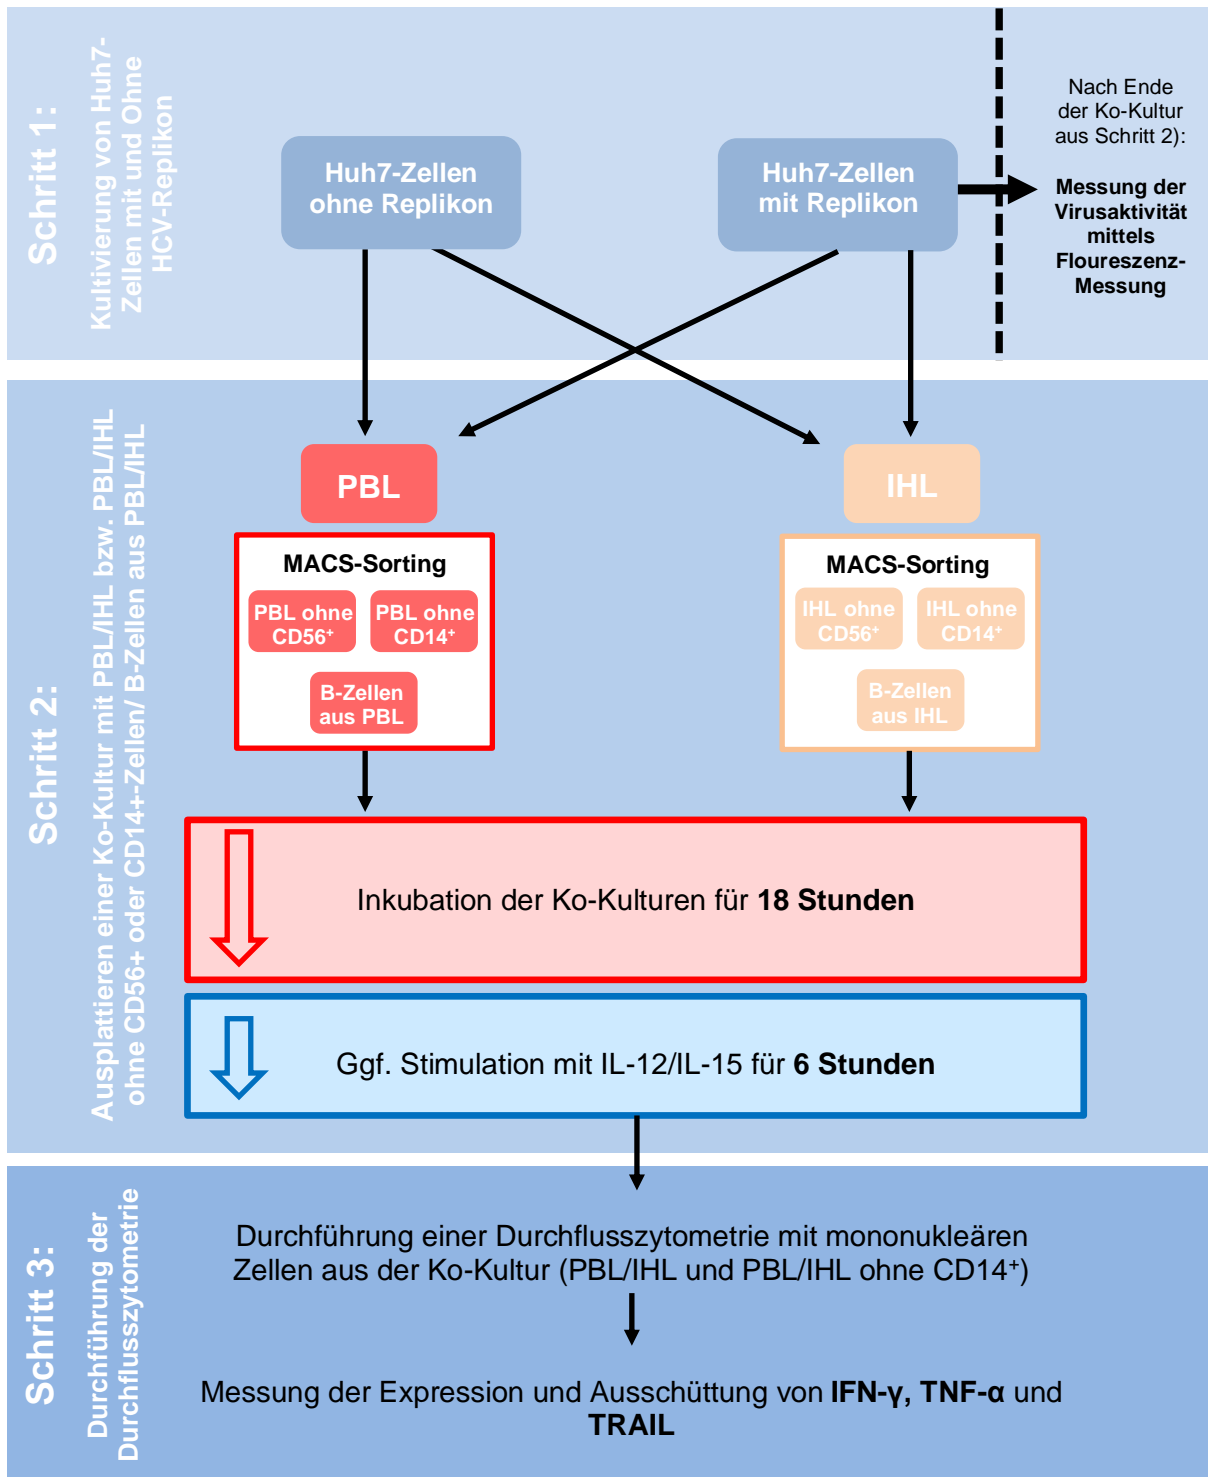 Schritt 1:
Kultivierung von Huh7-
Zellen mit und Ohne
HCV-Replikon
Huh7-Zellen
ohne Replikon
Huh7-Zellen
mit Replikon
Nach Ende
der Ko-Kultur
aus Schritt 2):
Messung der
Virusaktivität
mittels
Floureszenz-
Messung
Schritt 2:
Ausplattieren einer Ko-Kultur mit PBL/IHL bzw. PBL/IHL
ohne CD56+ oder CD14+-Zellen/ B-Zellen aus PBL/IHL
PBL
MACS-Sorting
PBL ohne
CD56⁺
PBL ohne
CD14⁺
B-Zellen
aus PBL
IHL
MACS-Sorting
IHL ohne
CD56⁺
IHL ohne
CD14⁺
B-Zellen
aus IHL
Inkubation der Ko-Kulturen für 18 Stunden
Ggf. Stimulation mit IL-12/IL-15 für 6 Stunden
Schritt 3:
Durchführung der
Durchflusszytometrie
Durchführung einer Durchflusszytometrie mit mononukleären
Zellen aus der Ko-Kultur (PBL/IHL und PBL/IHL ohne CD14⁺)
Messung der Expression und Ausschüttung von IFN-γ, TNF-α und
TRAIL